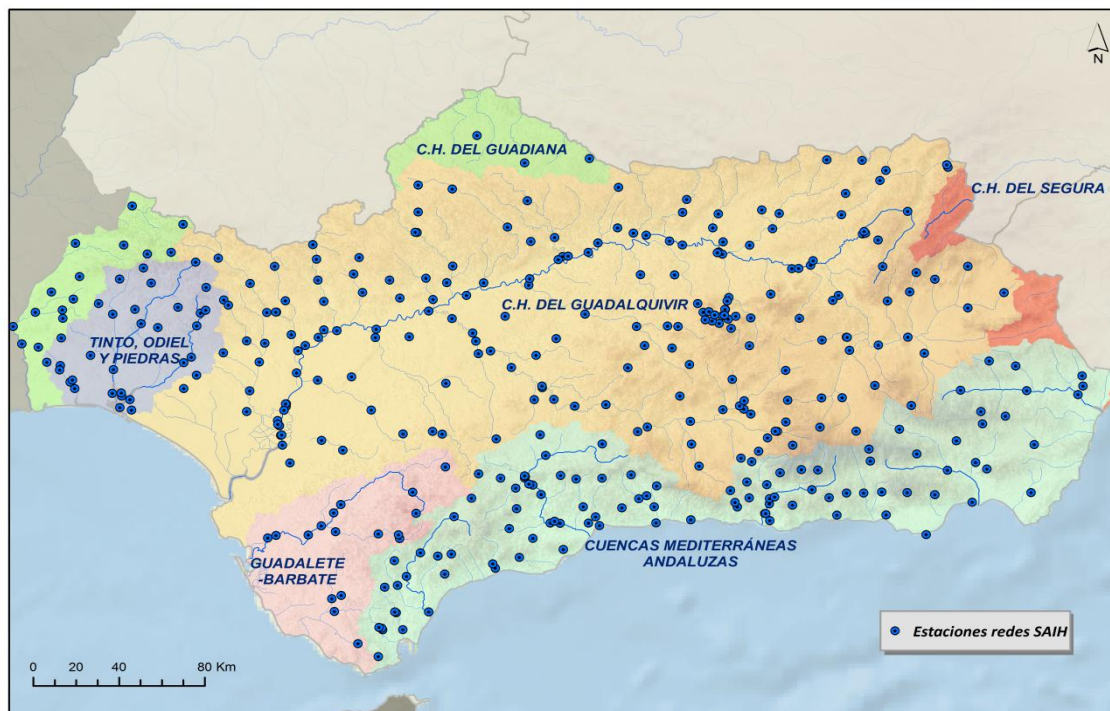 N
C.H. DEL GUADIANA
C.H. DEL SEGURA
C.H. DEL GUADALQUIVIR
TINTO, ODIEL
Y PIEDRAS
GUADALETE
-BARBATE
CUENCAS MEDITERRÁNEAS
ANDALUZAS
Estaciones redes SAIH
0 20 40 80 Km